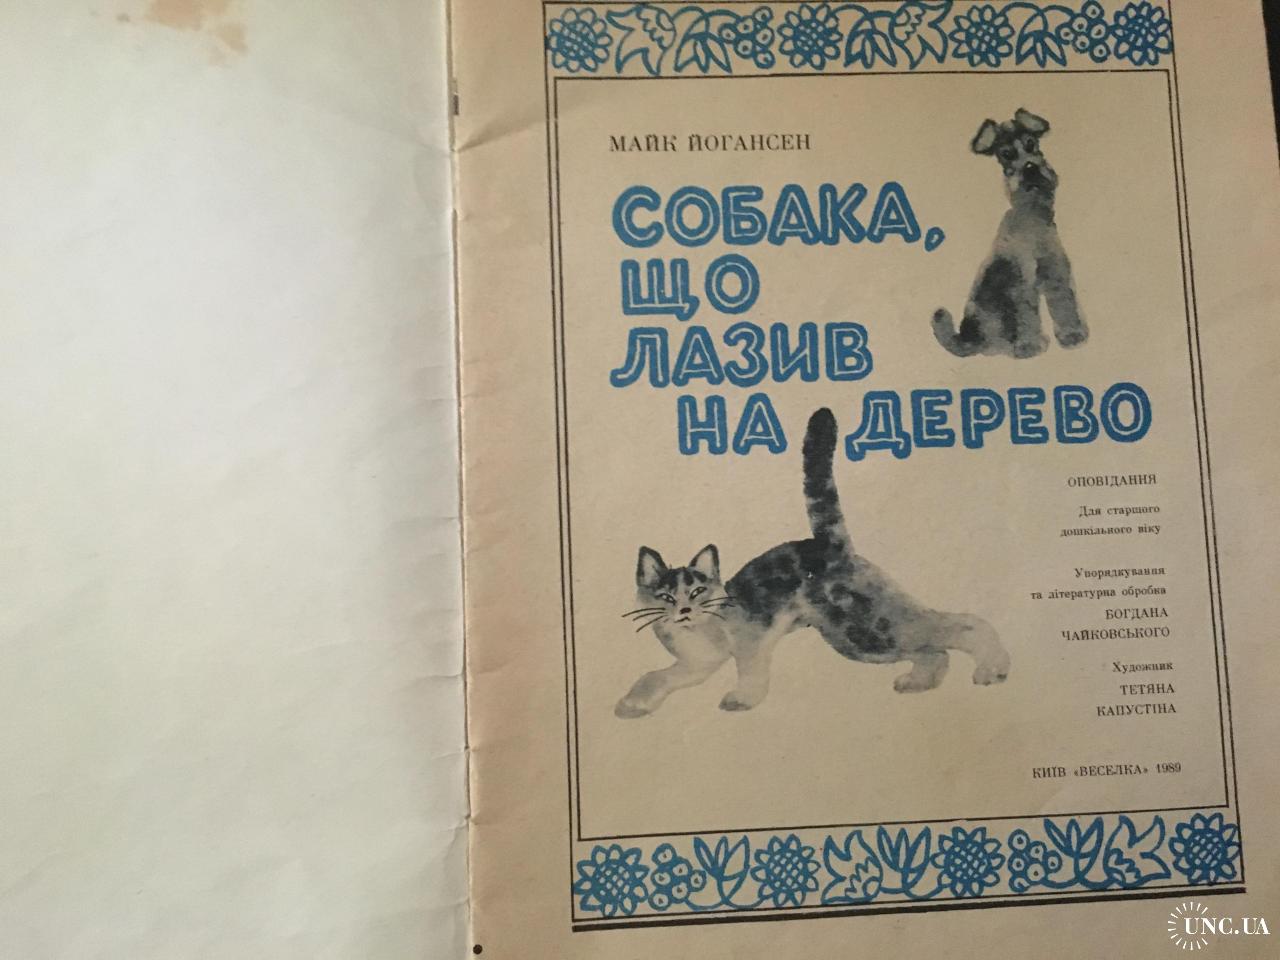 МАЙК ЙОГАНСЕН
СОБАКА,
ЩО
ЛАЗИВ
НА ДЕРЕВО
ОПОВІДАННЯ
Для старшого
дошкільного віку
Упорядкування
та літературна обробка
БОГДАНА
ЧАЙКОВСЬКОГО
Художник
ТЕТЯНА
КАПУСТІНА
КИЇВ «ВЕСЕЛКА» 1989
UNC.UA